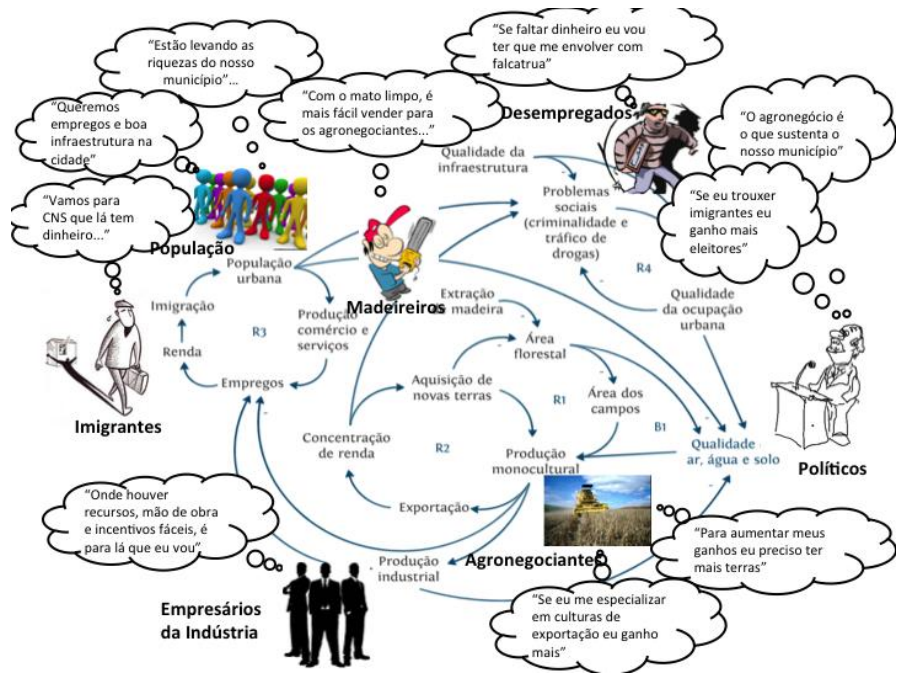 “Se faltar dinheiro eu vou
ter que me envolver com
falcatrua”
“Estão levando as
riquezas do nosso
município”...
“Com o mato limpo, é
mais fácil vender para
os agronegociantes...”
“Queremos
empregos e boa
infraestrutura na
cidade”
Desempregados
“O agronegócio é
o que sustenta o
nosso município”
Qualidade da
infraestrutura
“Vamos para
CNS que lá tem
dinheiro...”
“Se eu trouxer
imigrantes eu
ganho mais
eleitores”
Problemas
sociais
(criminalidade e
tráfico de
drogas)
População
População
urbana
R4
Madeireiros
Extração
de madeira
Qualidade
da ocupação
urbana
Imigração
R3
Produção
comércio e
serviços
Área
florestal
Renda
Empregos
Aquisição de
novas terras
R1
Área dos
campos
Imigrantes
Concentração
de renda
R2
B1
Produção
monocultural
Qualidade
ar, água e solo
Políticos
“Onde houver
recursos, mão de obra
e incentivos fáceis, é
para lá que eu vou”
Exportação
“Para aumentar meus
ganhos eu preciso ter
mais terras”
Produção
industrial
Agronegociantes
Empresários
da Indústria
“Se eu me especializar
em culturas de
exportação eu ganho
mais”